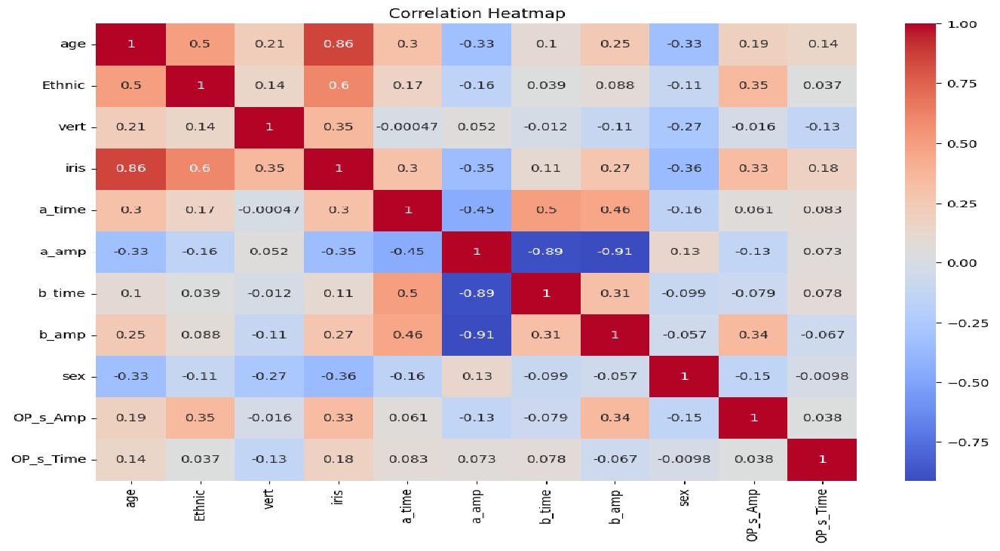 Correlation Heatmap
age 1 0.5 0.21 0.86 0.3 -0.33 0.1 0.25 -0.33 0.19 0.14
Ethnic 0.5 1 0.14 0.6 0.17 -0.16 0.039 0.088 -0.11 0.35 0.037
vert 0.21 0.14 1 0.35 -0.00047 0.052 -0.012 -0.11 -0.27 -0.016 -0.13
iris 0.86 0.6 0.35 1 0.3 -0.35 0.11 0.27 -0.36 0.33 0.18
a_time 0.3 0.17 -0.00047 0.3 1 -0.45 0.5 0.46 -0.16 0.061 0.083
a_amp -0.33 -0.16 0.052 -0.35 -0.45 1 -0.89 -0.91 0.13 -0.13 0.073
b_time 0.1 0.039 -0.012 0.11 0.5 -0.89 1 0.31 -0.099 -0.079 0.078
b_amp 0.25 0.088 -0.11 0.27 0.46 -0.91 0.31 1 -0.057 0.34 -0.067
sex -0.33 -0.11 -0.27 -0.36 -0.16 0.13 -0.099 -0.057 1 -0.15 -0.0098
OP_s_Amp 0.19 0.35 -0.016 0.33 0.061 -0.13 -0.079 0.34 -0.15 1 0.038
OP_s_Time 0.14 0.037 -0.13 0.18 0.083 0.073 0.078 -0.067 -0.0098 0.038 1
age Ethnic vert iris a_time a_amp b_time b_amp sex OP_s_Amp OP_s_Time
1.00
0.75
0.50
0.25
0.00
−0.25
−0.50
−0.75